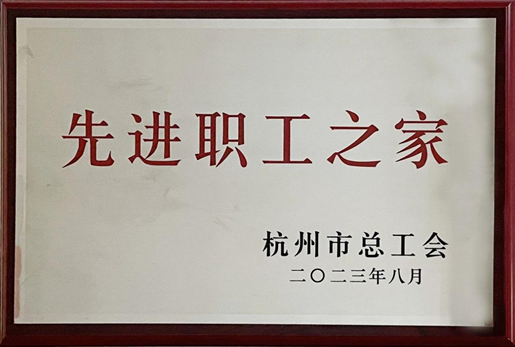 先进职工之家
杭州市总工会
二〇二三年八月